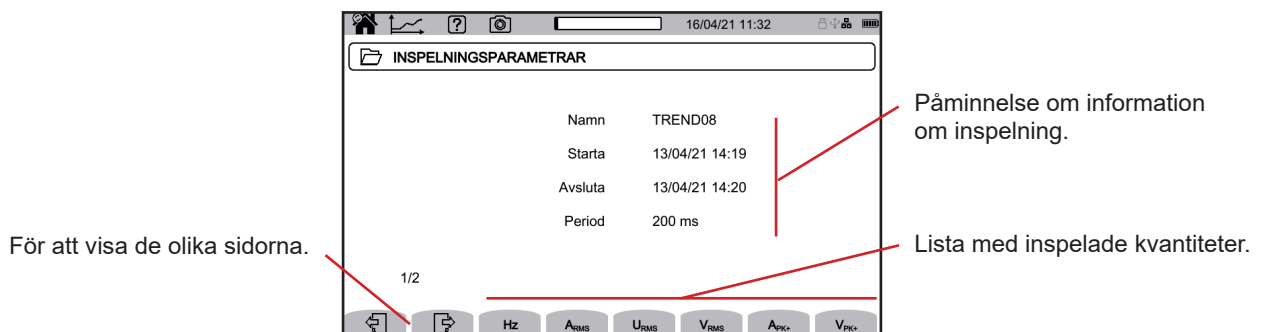 16/04/21 11:32
INSPELNINGSPARAMETRAR
Namn TREND08
Starta 13/04/21 14:19
Avsluta 13/04/21 14:20
Period 200 ms
1/2
Hz ARMS URMS VRMS APK+ VPK+
Påminnelse om information
om inspelning.
För att visa de olika sidorna.
Lista med inspelade kvantiteter.